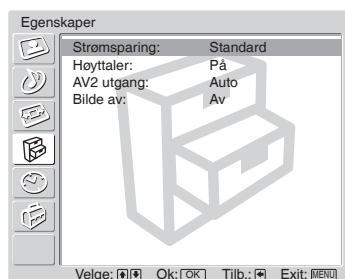 Egenskaper
Strømsparing: Standard
Høyttaler: På
AV2 utgang: Auto
Bilde av: Av
Velge: Ok: OK Tilb.: Exit: MENU